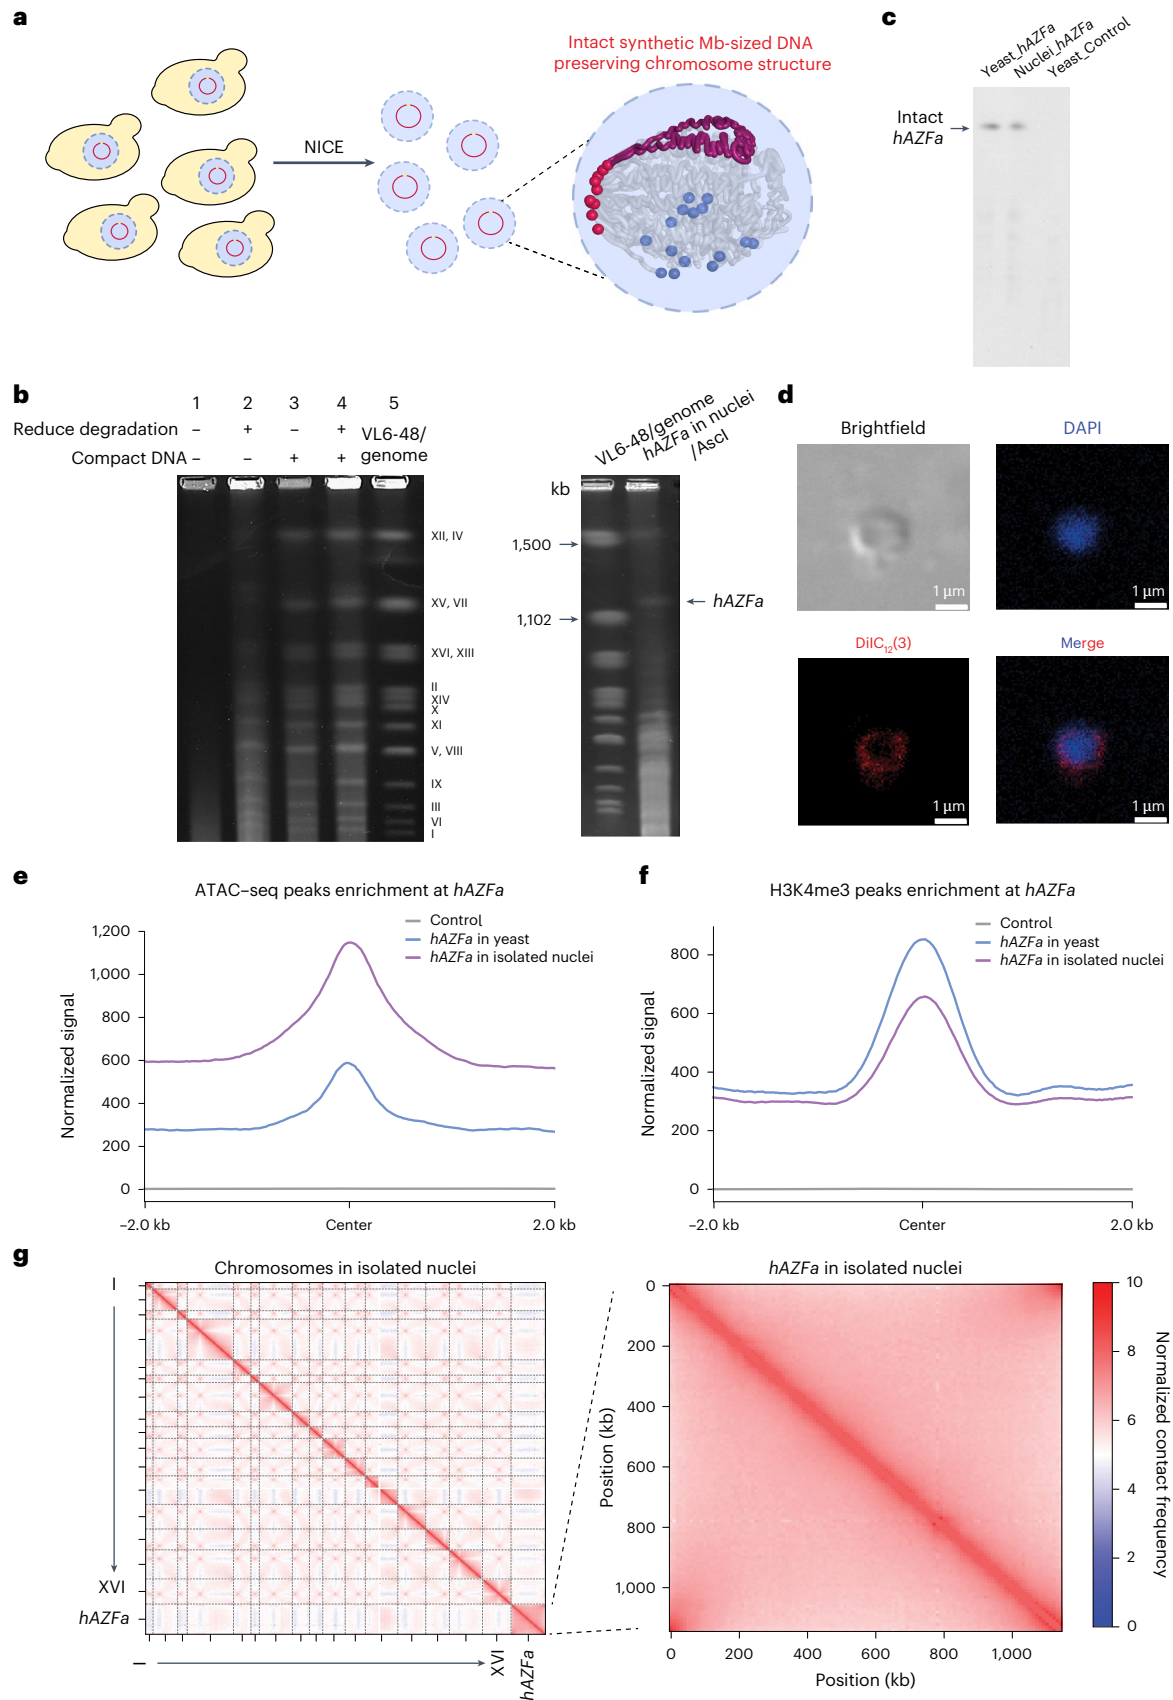 a
Intact synthetic Mb-sized DNA
preserving chromosome structure
NICE
c
Yeast_hAZFa
Nuclei_hAZFa
Yeast_Control
Intact
hAZFa
b
1 2 3 4 5
Reduce degradation – + – + VL6-48/
genome
Compact DNA – – + +
XII, IV
XV, VII
XVI, XIII
II
XIV
X
XI
V, VIII
IX
III
VI
I
VL6-48/genome
hAZFa in nuclei
/AscI
kb
1,500
1,102
hAZFa
d
Brightfield
DAPI
1 µm
1 µm
DiIC12(3)
Merge
1 µm
1 µm
e
ATAC–seq peaks enrichment at hAZFa
Control
hAZFa in yeast
hAZFa in isolated nuclei
Normalized signal
1,200
1,000
800
600
400
200
0
–2.0 kb
Center
2.0 kb
f
H3K4me3 peaks enrichment at hAZFa
Control
hAZFa in yeast
hAZFa in isolated nuclei
Normalized signal
800
600
400
200
0
–2.0 kb
Center
2.0 kb
g
Chromosomes in isolated nuclei
I
XVI
hAZFa
I
XVI
hAZFa
hAZFa in isolated nuclei
Position (kb)
0
200
400
600
800
1,000
0
200
400
600
800
1,000
Position (kb)
10
8
6
4
2
0
Normalized contact frequency